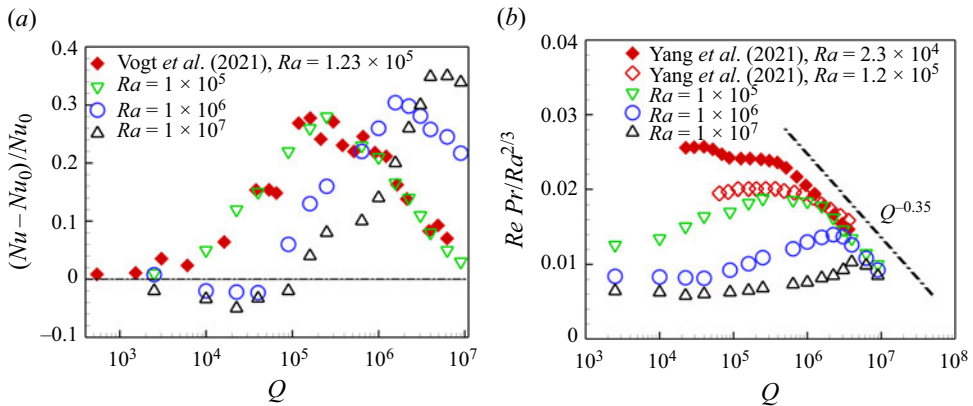 (a)
Vogt et al. (2021), Ra = 1.23 × 10^5
Ra = 1 × 10^5
Ra = 1 × 10^6
Ra = 1 × 10^7
(Nu – Nu_0)/Nu_0
0.4
0.3
0.2
0.1
0
–0.1
10^3
10^4
10^5
10^6
10^7
Q
(b)
Yang et al. (2021), Ra = 2.3 × 10^4
Yang et al. (2021), Ra = 1.2 × 10^5
Ra = 1 × 10^5
Ra = 1 × 10^6
Ra = 1 × 10^7
Re Pr/Ra^{2/3}
0.04
0.03
0.02
0.01
0
Q^{–0.35}
10^3
10^4
10^5
10^6
10^7
10^8
Q